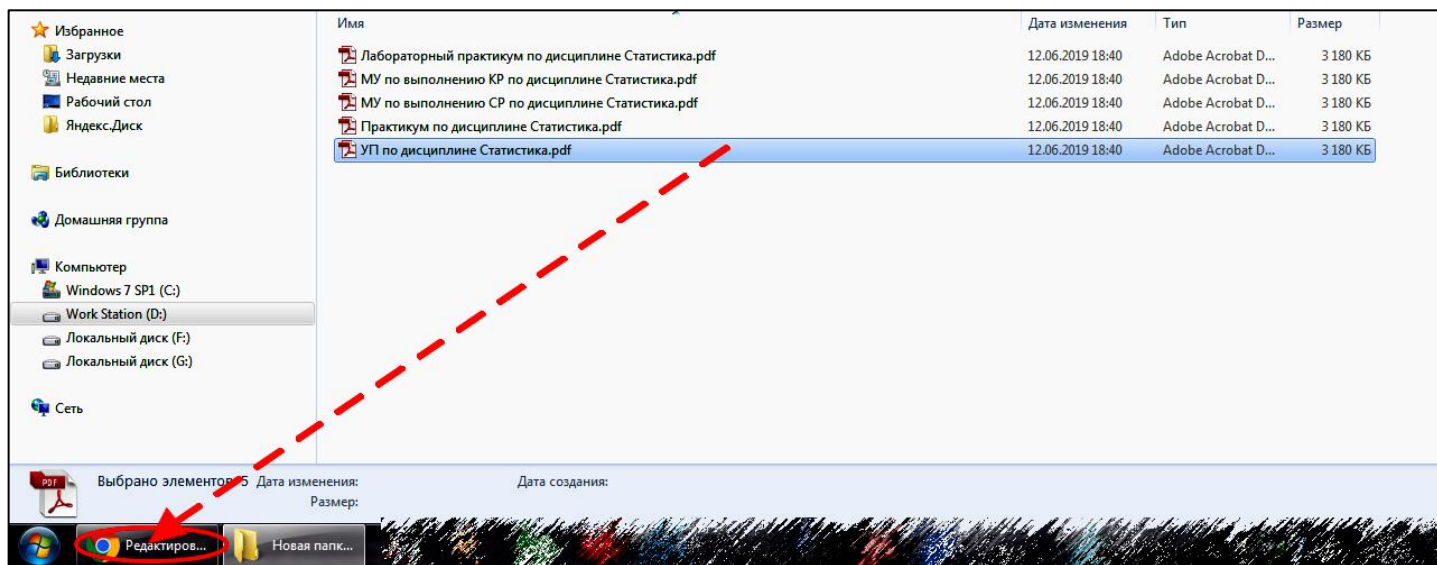 Избранное
Загрузки
Недавние места
Рабочий стол
Яндекс.Диск
Библиотеки
Домашняя группа
Компьютер
Windows 7 SP1 (C:)
Work Station (D:)
Локальный диск (F:)
Локальный диск (G:)
Сеть
Имя Дата изменения Тип Размер
Лабораторный практикум по дисциплине Статистика.pdf 12.06.2019 18:40 Adobe Acrobat D... 3 180 КБ
МУ по выполнению КР по дисциплине Статистика.pdf 12.06.2019 18:40 Adobe Acrobat D... 3 180 КБ
МУ по выполнению СР по дисциплине Статистика.pdf 12.06.2019 18:40 Adobe Acrobat D... 3 180 КБ
Практикум по дисциплине Статистика.pdf 12.06.2019 18:40 Adobe Acrobat D... 3 180 КБ
УП по дисциплине Статистика.pdf 12.06.2019 18:40 Adobe Acrobat D... 3 180 КБ
PDF
Выбрано элементов: 5 Дата изменения: Дата создания:
Размер:
Редактиров... Новая папк...